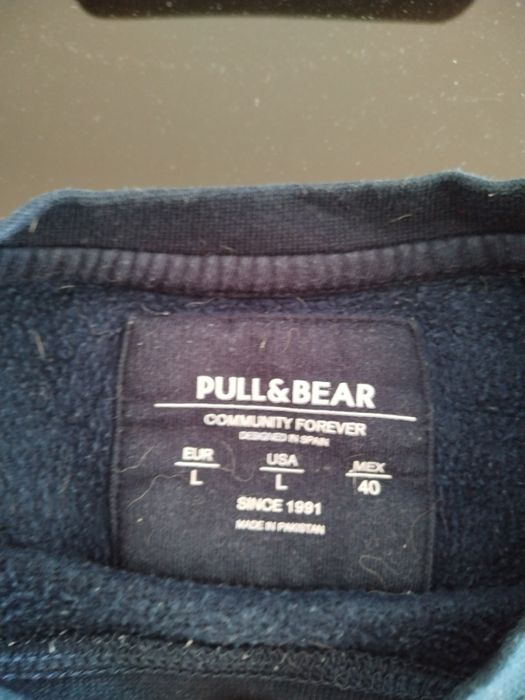 PULL&BEAR
COMMUNITY FOREVER
DESIGNED IN SPAIN
EUR USA MEX
L L 40
SINCE 1991
MADE IN PAKISTAN